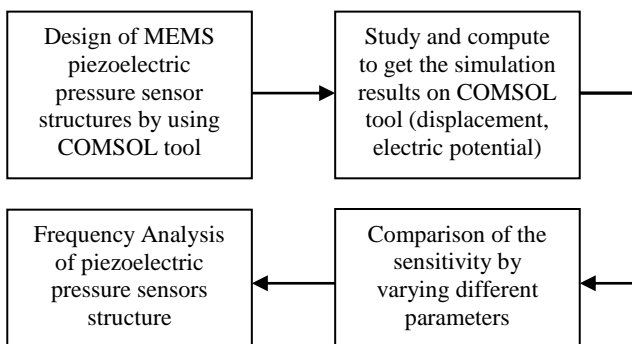 Design of MEMS
piezoelectric
pressure sensor
structures by using
COMSOL tool
Study and compute
to get the simulation
results on COMSOL
tool (displacement,
electric potential)
Comparison of the
sensitivity by
varying different
parameters
Frequency Analysis
of piezoelectric
pressure sensors
structure